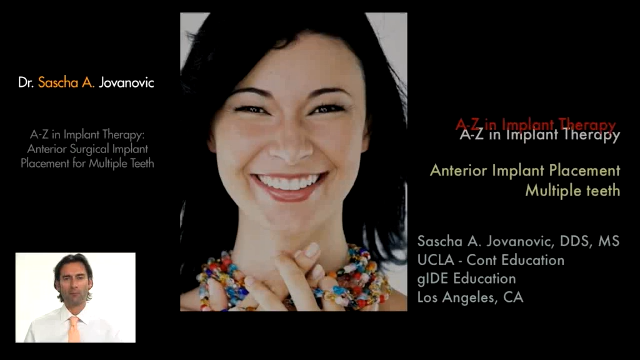 Dr. Sascha A. Jovanovic
A-Z in Implant Therapy:
Anterior Surgical Implant
Placement for Multiple Teeth
A-Z in Implant Therapy
A-Z in Implant Therapy
Anterior Implant Placement
Multiple teeth
Sascha A. Jovanovic, DDS, MS
UCLA - Cont Education
gIDE Education
Los Angeles, CA